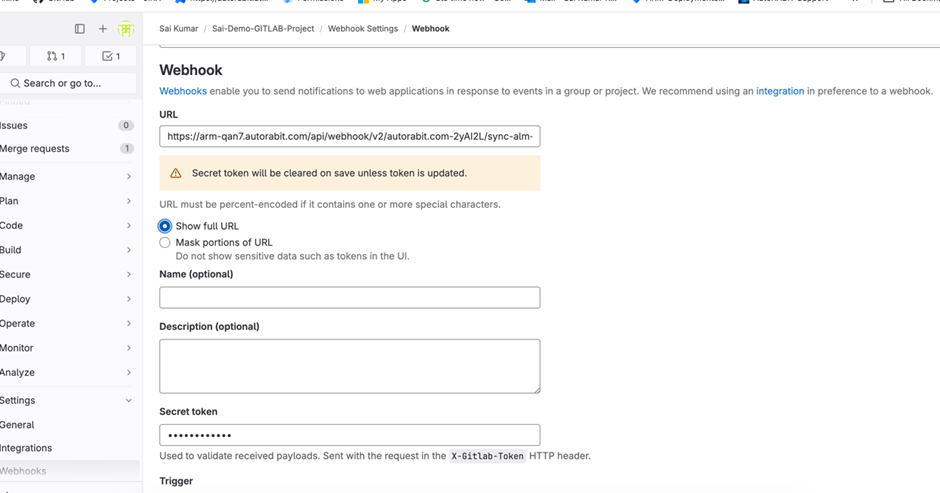 Sai Kumar / Sai-Demo-GITLAB-Project / Webhook Settings / Webhook
1
1
Search or go to...
Issues 0
Merge requests 1
Manage
Plan
Code
Build
Secure
Deploy
Operate
Monitor
Analyze
Settings
General
Integrations
Webhooks
Webhook
Webhooks enable you to send notifications to web applications in response to events in a group or project. We recommend using an integration in preference to a webhook.
URL
https://arm-qan7.autorabit.com/api/webhook/v2/autorabit.com-2yAI2L/sync-alm-
Secret token will be cleared on save unless token is updated.
URL must be percent-encoded if it contains one or more special characters.
Show full URL
Mask portions of URL
Do not show sensitive data such as tokens in the UI.
Name (optional)
Description (optional)
Secret token
••••••••••••
Used to validate received payloads. Sent with the request in the X-Gitlab-Token HTTP header.
Trigger